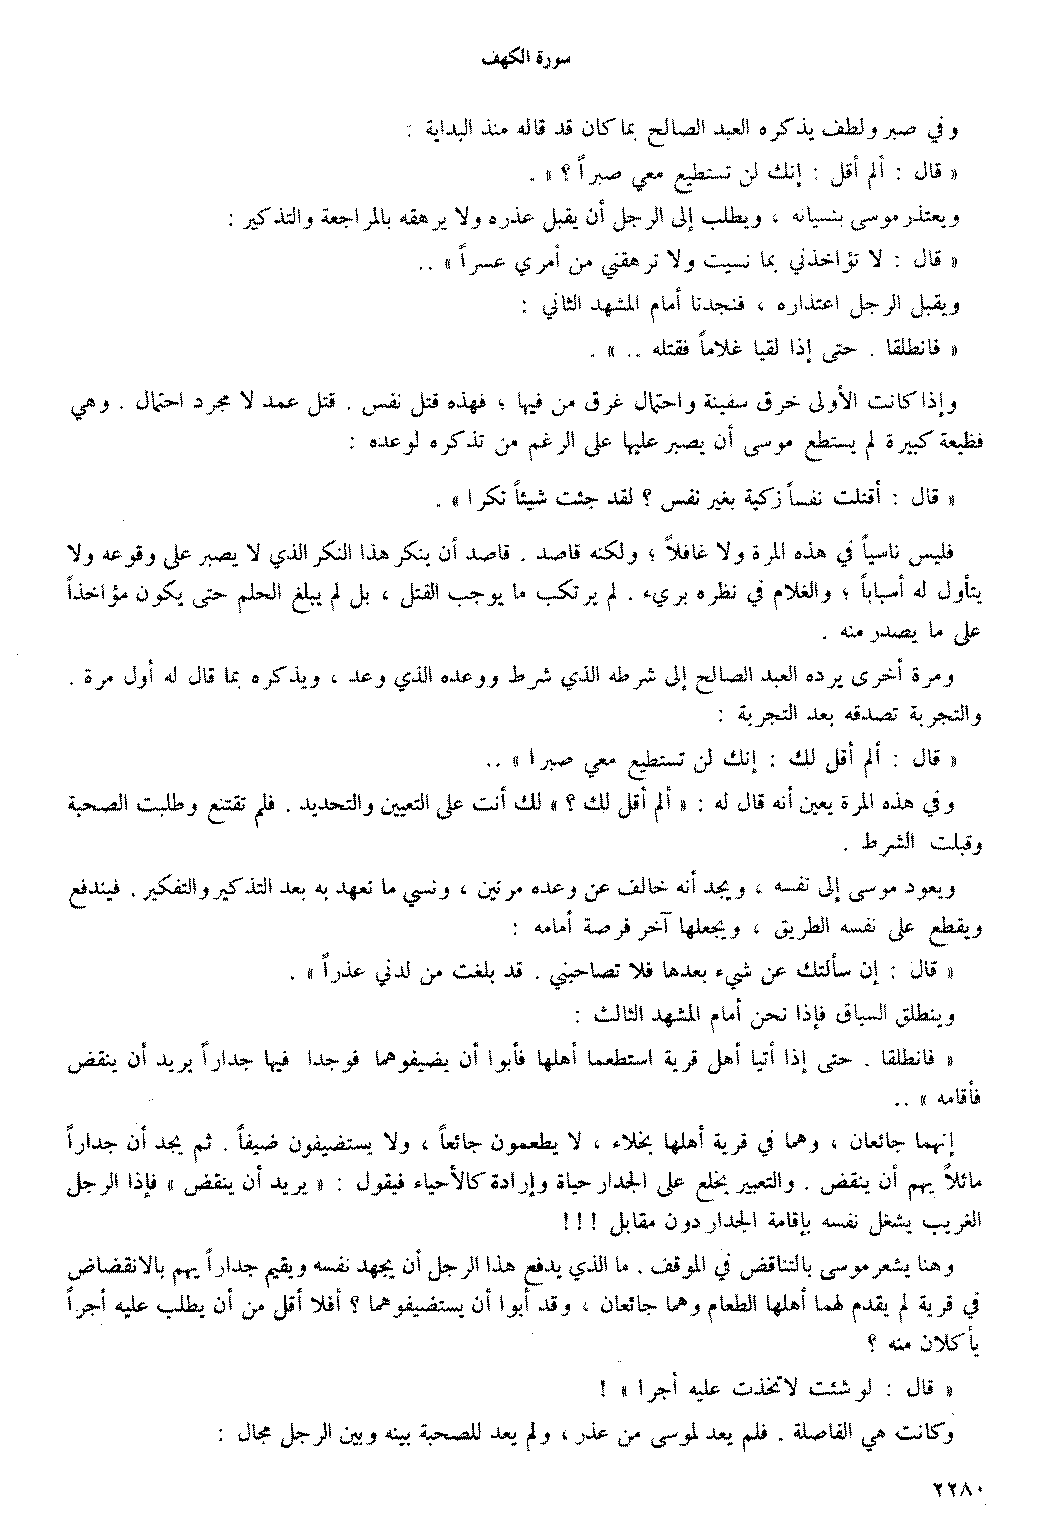 سورة الكهف
وفي صبر ولطف يذكره العبد الصالح بما كان قد قاله منذ البداية :
« قال : ألم أقل : إنك لن تستطيع معي صبراً ؟ » .
ويعتذر موسى بنسيانه ، ويطلب إلى الرجل أن يقبل عذره ولا يرهقه بالمراجعة والتذكير :
« قال : لا تؤاخذني بما نسيت ولا ترهقني من أمري عسراً » ..
ويقبل الرجل اعتذاره ، فنجدنا أمام المشهد الثاني :
« فانطلقا . حتى إذا لقيا غلاماً فقتله .. » .
وإذا كانت الأولى خرق سفينة واحتمال غرق من فيها ؛ فهذه قتل نفس . قتل عمد لا مجرد احتمال . وهي
فظيعة كبيرة لم يستطع موسى أن يصبر عليها على الرغم من تذكره لوعده :
« قال : أقتلت نفساً زكية بغير نفس ؟ لقد جئت شيئاً نكرا » .
فليس ناسياً في هذه المرة ولا غافلاً ؛ ولكنه قاصد . قاصد أن ينكر هذا النكر الذي لا يصبر على وقوعه ولا
يتأول له أسباباً ؛ والغلام في نظره بريء . لم يرتكب ما يوجب القتل ، بل لم يبلغ الحلم حتى يكون مؤاخذاً
على ما يصدر منه .
ومرة أخرى يرده العبد الصالح إلى شرطه الذي شرط ووعده الذي وعد ، ويذكره بما قال له أول مرة .
والتجربة تصدقه بعد التجربة :
« قال : ألم أقل لك : إنك لن تستطيع معي صبرا » ..
وفي هذه المرة يعين أنه قال له : « ألم أقل لك ؟ » لك أنت على التعيين والتحديد . فلم تقتنع وطلبت الصحبة
وقبلت الشرط .
ويعود موسى إلى نفسه ، ويجد أنه خالف عن وعده مرتين ، ونسي ما تعهد به بعد التذكير والتفكير . فيندفع
ويقطع على نفسه الطريق ، ويجعلها آخر فرصة أمامه :
« قال : إن سألتك عن شيء بعدها فلا تصاحبني . قد بلغت من لدني عذراً » .
وينطلق السياق فإذا نحن أمام المشهد الثالث :
« فانطلقا . حتى إذا أتيا أهل قرية استطعما أهلها فأبوا أن يضيفوهما فوجدا فيها جداراً يريد أن ينقض
فأقامه » ..
إنهما جائعان ، وهما في قرية أهلها بخلاء ، لا يطعمون جائعاً ، ولا يستضيفون ضيفاً . ثم يجد أن جداراً
مائلاً يهم أن ينقض . والتعبير يخلع على الجدار حياة وإرادة كالأحياء فيقول : « يريد أن ينقض » فإذا الرجل
الغريب يشغل نفسه بإقامة الجدار دون مقابل !!!
وهنا يشعر موسى بالتناقض في الموقف . ما الذي يدفع هذا الرجل أن يجهد نفسه ويقيم جداراً يهم بالانقضاض
في قرية لم يقدم لهما أهلها الطعام وهما جائعان ، وقد أبوا أن يستضيفوهما ؟ أفلا أقل من أن يطلب عليه أجراً
يأكلان منه ؟
« قال : لو شئت لاتخذت عليه أجرا » !
وكانت هي الفاصلة . فلم يعد لموسى من عذر ، ولم يعد للصحبة بينه وبين الرجل مجال :
٢٢٨٠